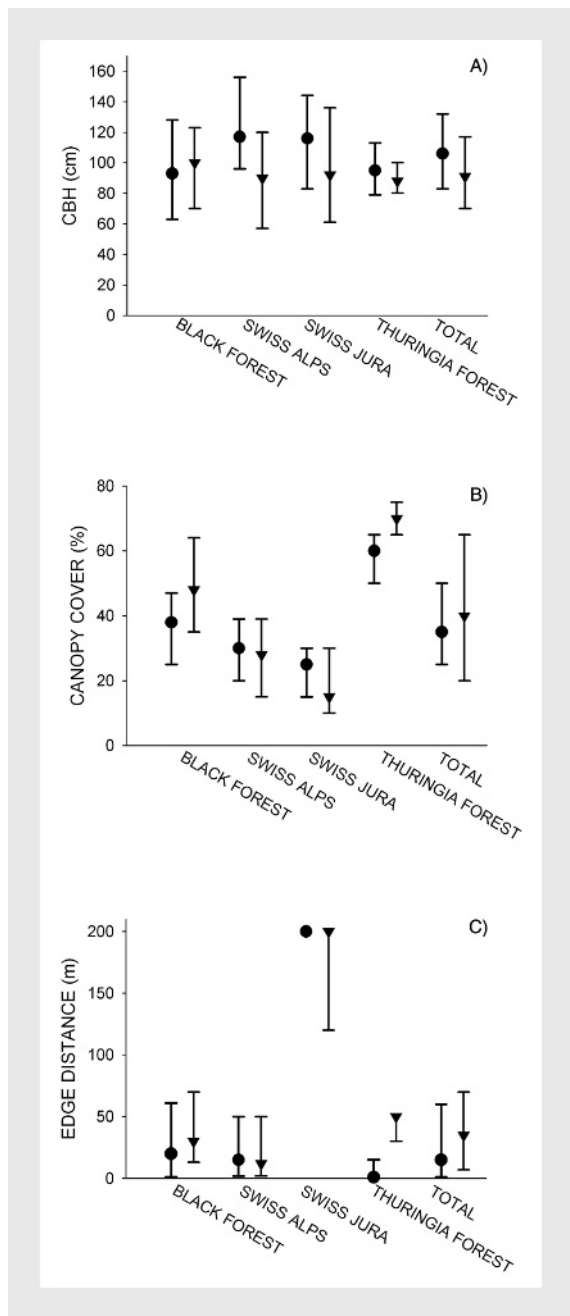 A)
CBH (cm)
160
140
120
100
80
60
40
20
0
BLACK FOREST
SWISS ALPS
SWISS JURA
THURINGIA FOREST
TOTAL
B)
CANOPY COVER (%)
80
60
40
20
0
BLACK FOREST
SWISS ALPS
SWISS JURA
THURINGIA FOREST
TOTAL
C)
EDGE DISTANCE (m)
200
150
100
50
0
BLACK FOREST
SWISS ALPS
SWISS JURA
THURINGIA FOREST
TOTAL